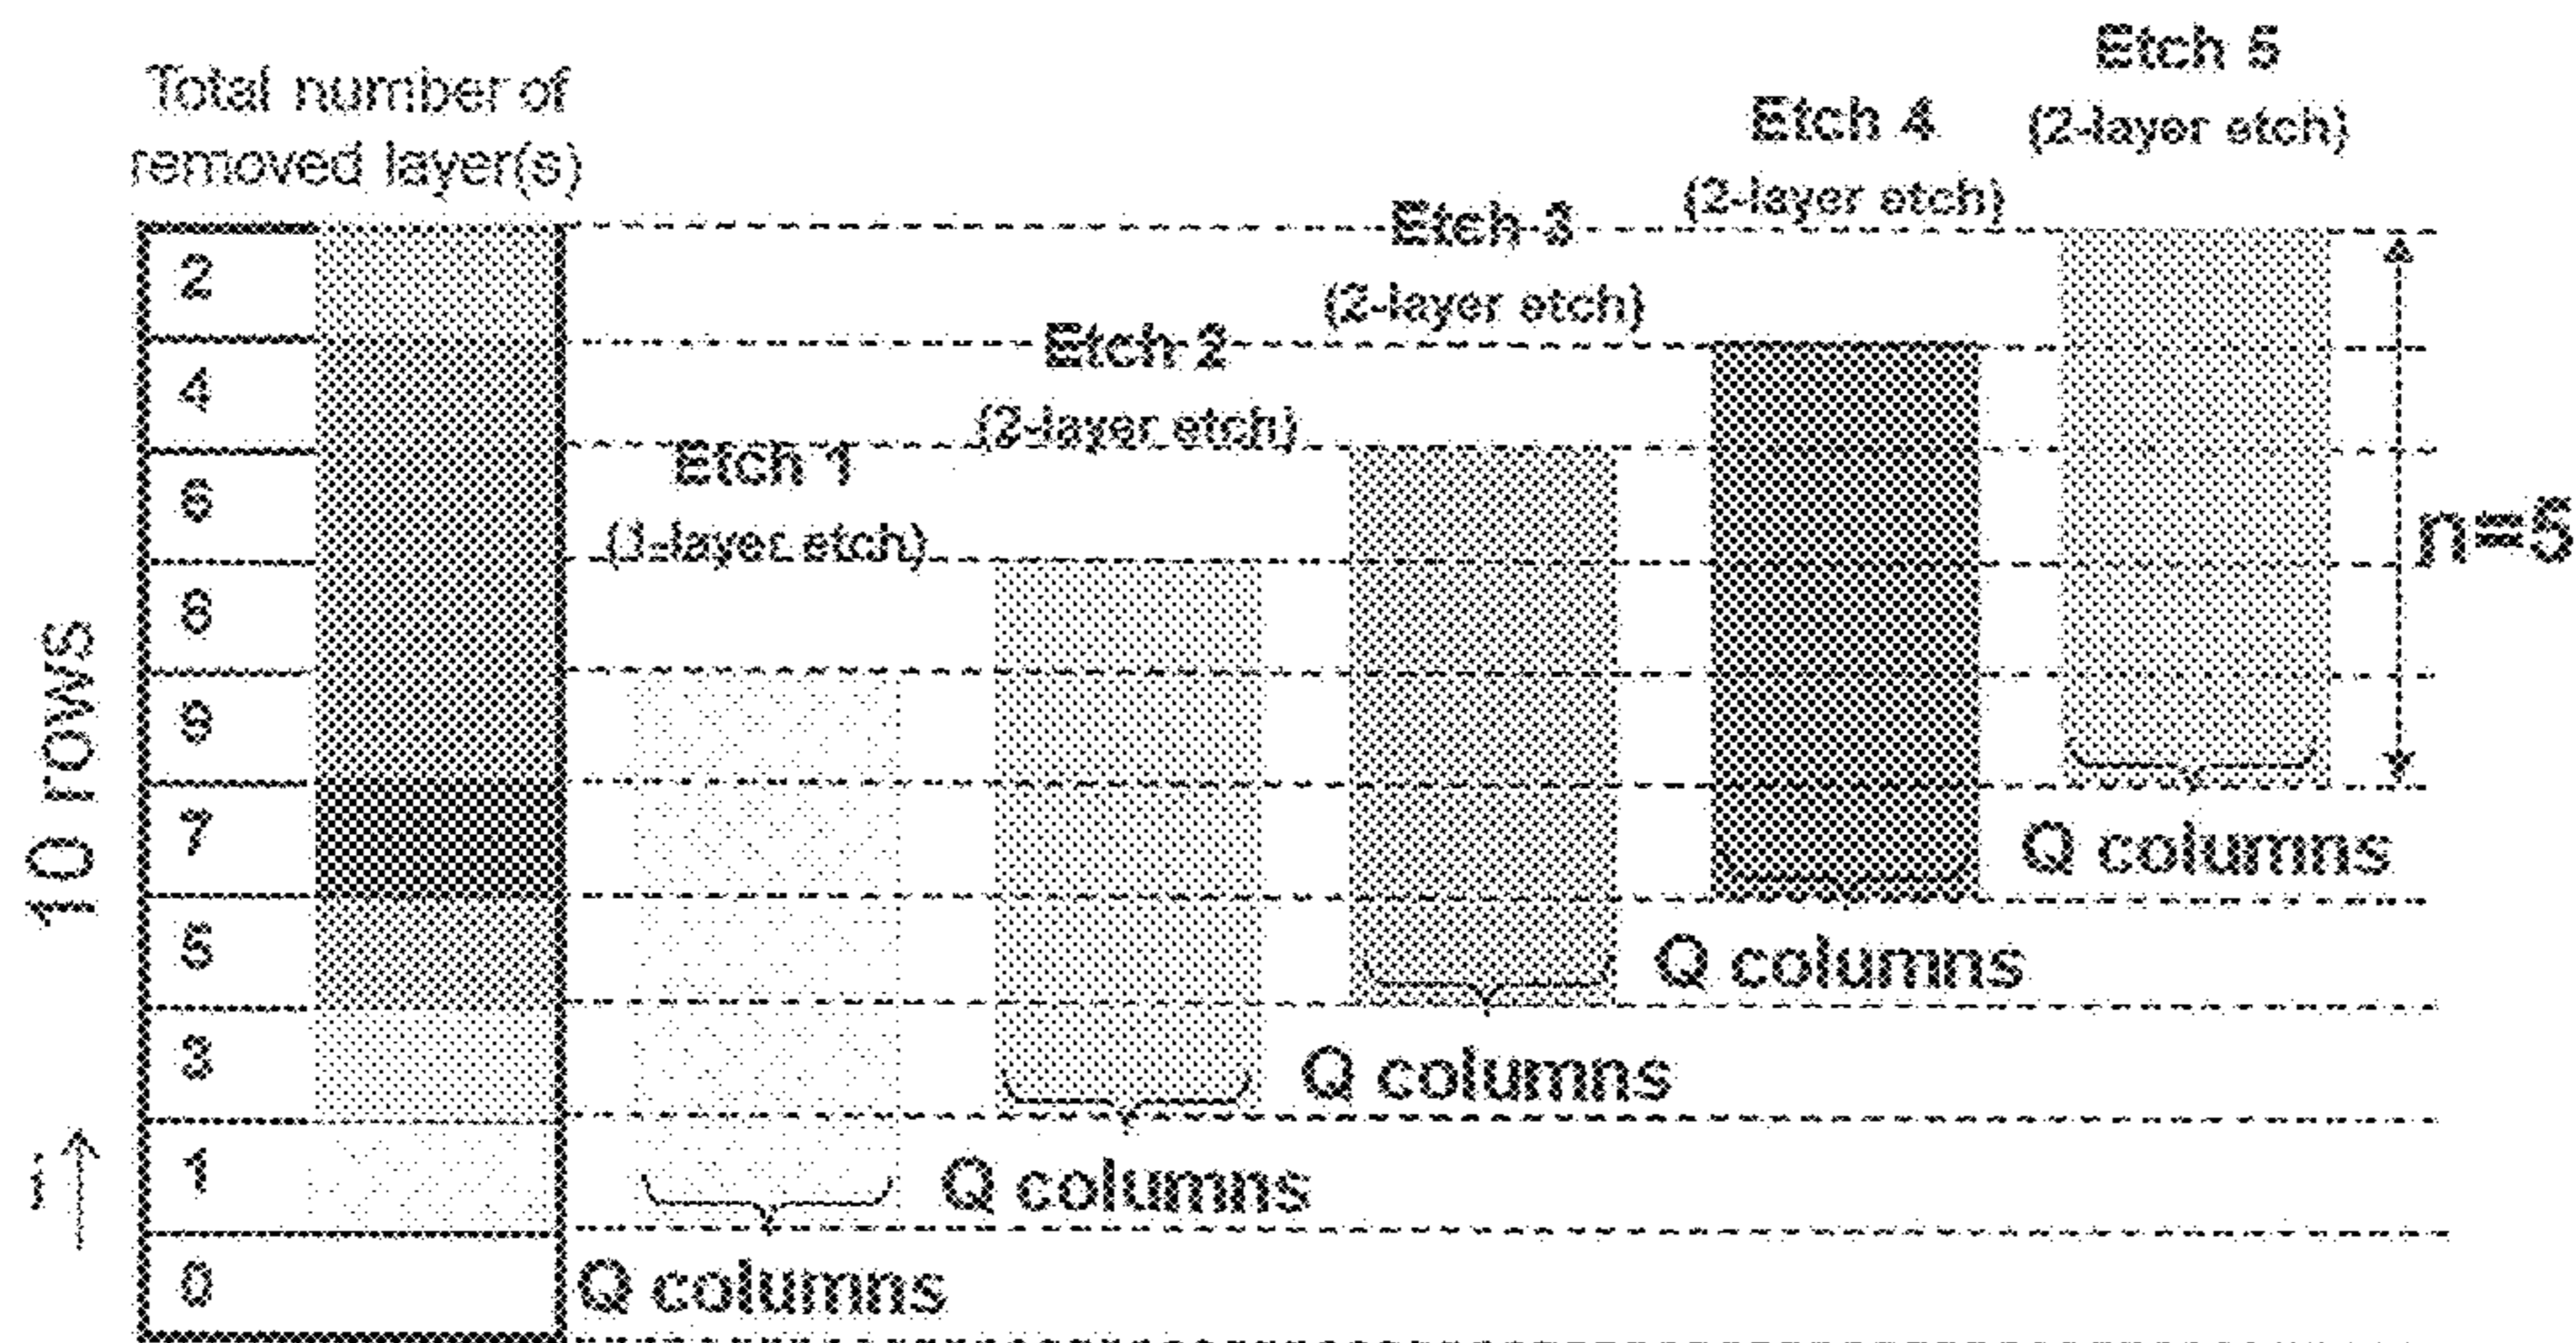 Total number of
removed layer(s)
Etch 5
(2-layer etch)
Etch 4
(2-layer etch)
Etch 3
(2-layer etch)
Etch 2
(2-layer etch)
Etch 1
(1-layer etch)
2
4
6
8
9
7
5
3
1
0
10 rows
i
n=5
Q columns
Q columns
Q columns
Q columns
Q columns